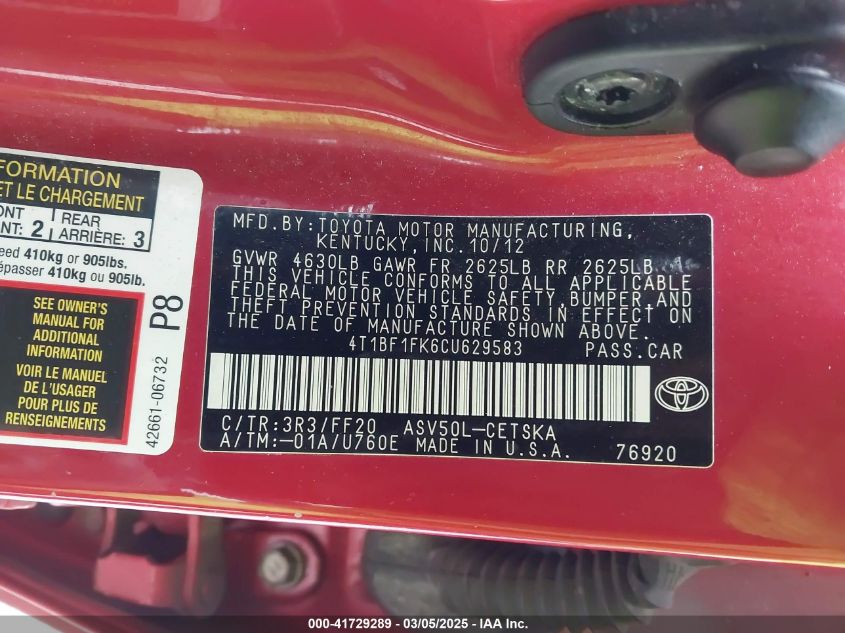 FORMATION
ET LE CHARGEMENT
ONT REAR
NT: 2 ARRIÈRE: 3
eed 410kg or 905lbs.
épasser 410kg ou 905lb.
SEE OWNER'S
MANUAL FOR
ADDITIONAL
INFORMATION
VOIR LE MANUEL
DE L'USAGER
POUR PLUS DE
RENSEIGNEMENTS
P8
42661-06732
MFD.BY:TOYOTA MOTOR MANUFACTURING,
KENTUCKY,INC.10/12
GVWR 4630LB GAWR FR 2625LB RR 2625LB
THIS VEHICLE CONFORMS TO ALL APPLICABLE
FEDERAL MOTOR VEHICLE SAFETY,BUMPER,AND
THEFT PREVENTION STANDARDS IN EFFECT ON
THE DATE OF MANUFACTURE SHOWN ABOVE.
4T1BF1FK6CU629583 PASS.CAR
C/TR:3R3/FF20 ASV50L-CETSKA
A/TM:-01A/U760E MADE IN U.S.A. 76920
TOYOTA
000-41729289 - 03/05/2025 - IAA Inc.